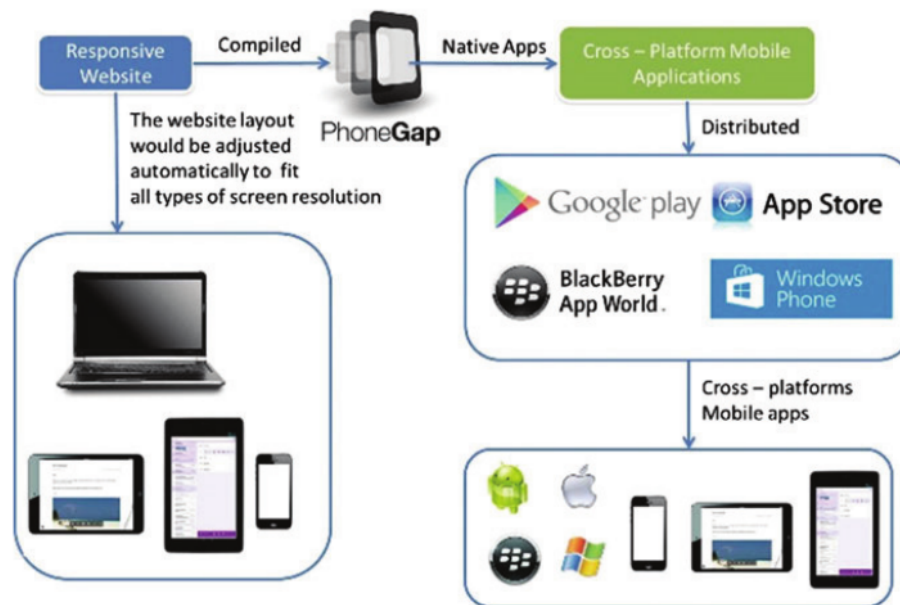 Responsive
Website
Compiled
PhoneGap
Native Apps
Cross – Platform Mobile
Applications
The website layout
would be adjusted
automatically to fit
all types of screen resolution
Distributed
Google play
App Store
BlackBerry
App World
Windows
Phone
Cross – platforms
Mobile apps